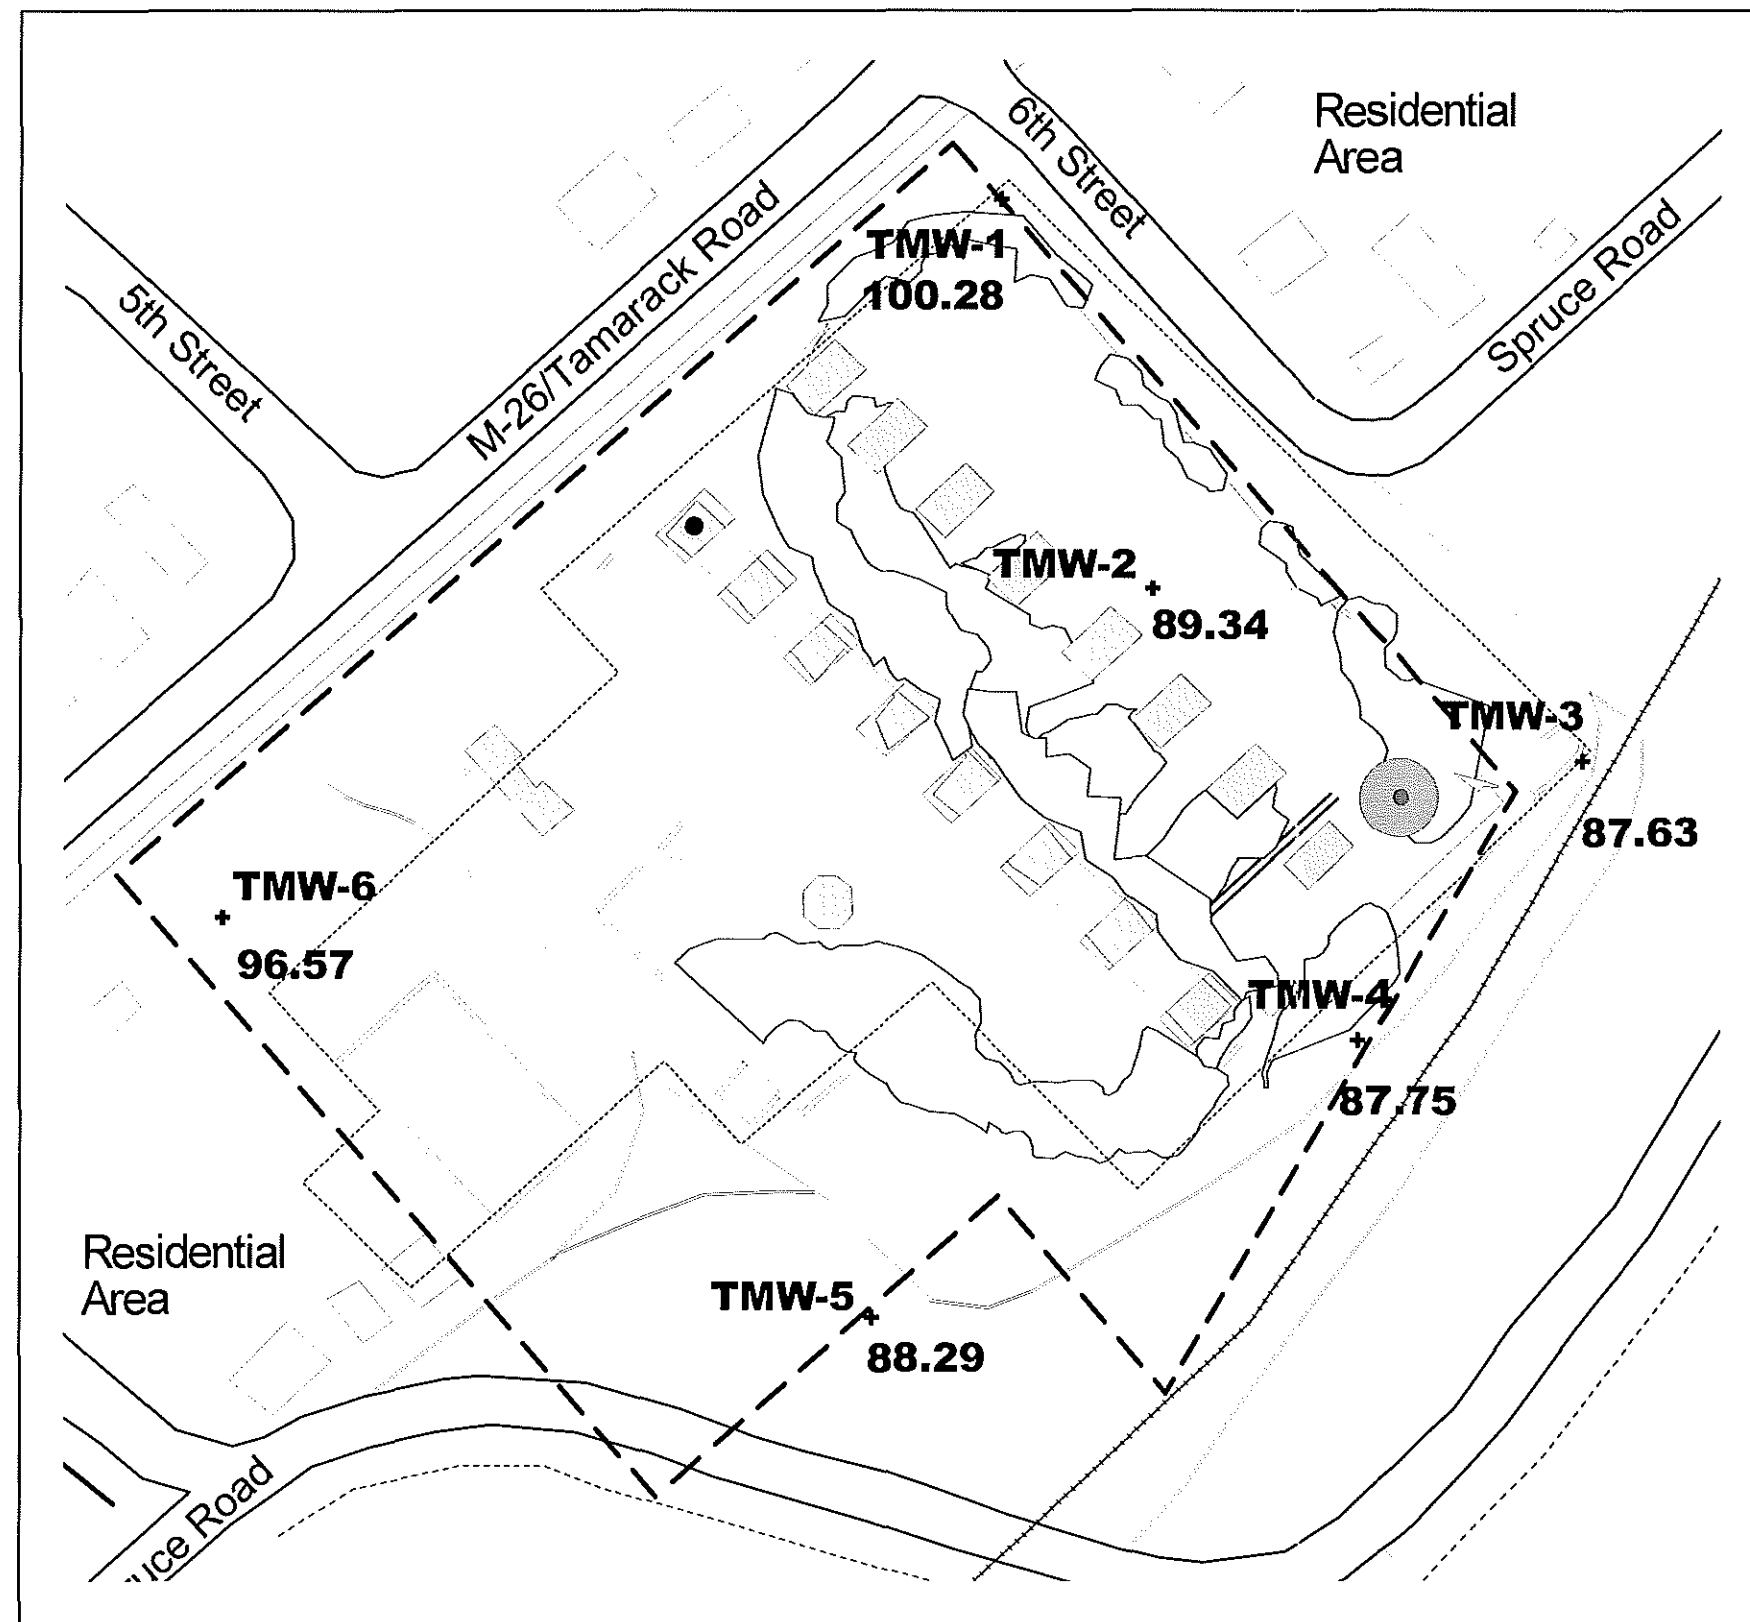 Residential
Area
6th Street
M-26/Tamarack Road
5th Street
Spruce Road
TMW-1
100.28
TMW-2
89.34
TMW-3
87.63
TMW-6
96.57
TMW-4
87.75
Residential
Area
TMW-5
88.29
uce Road